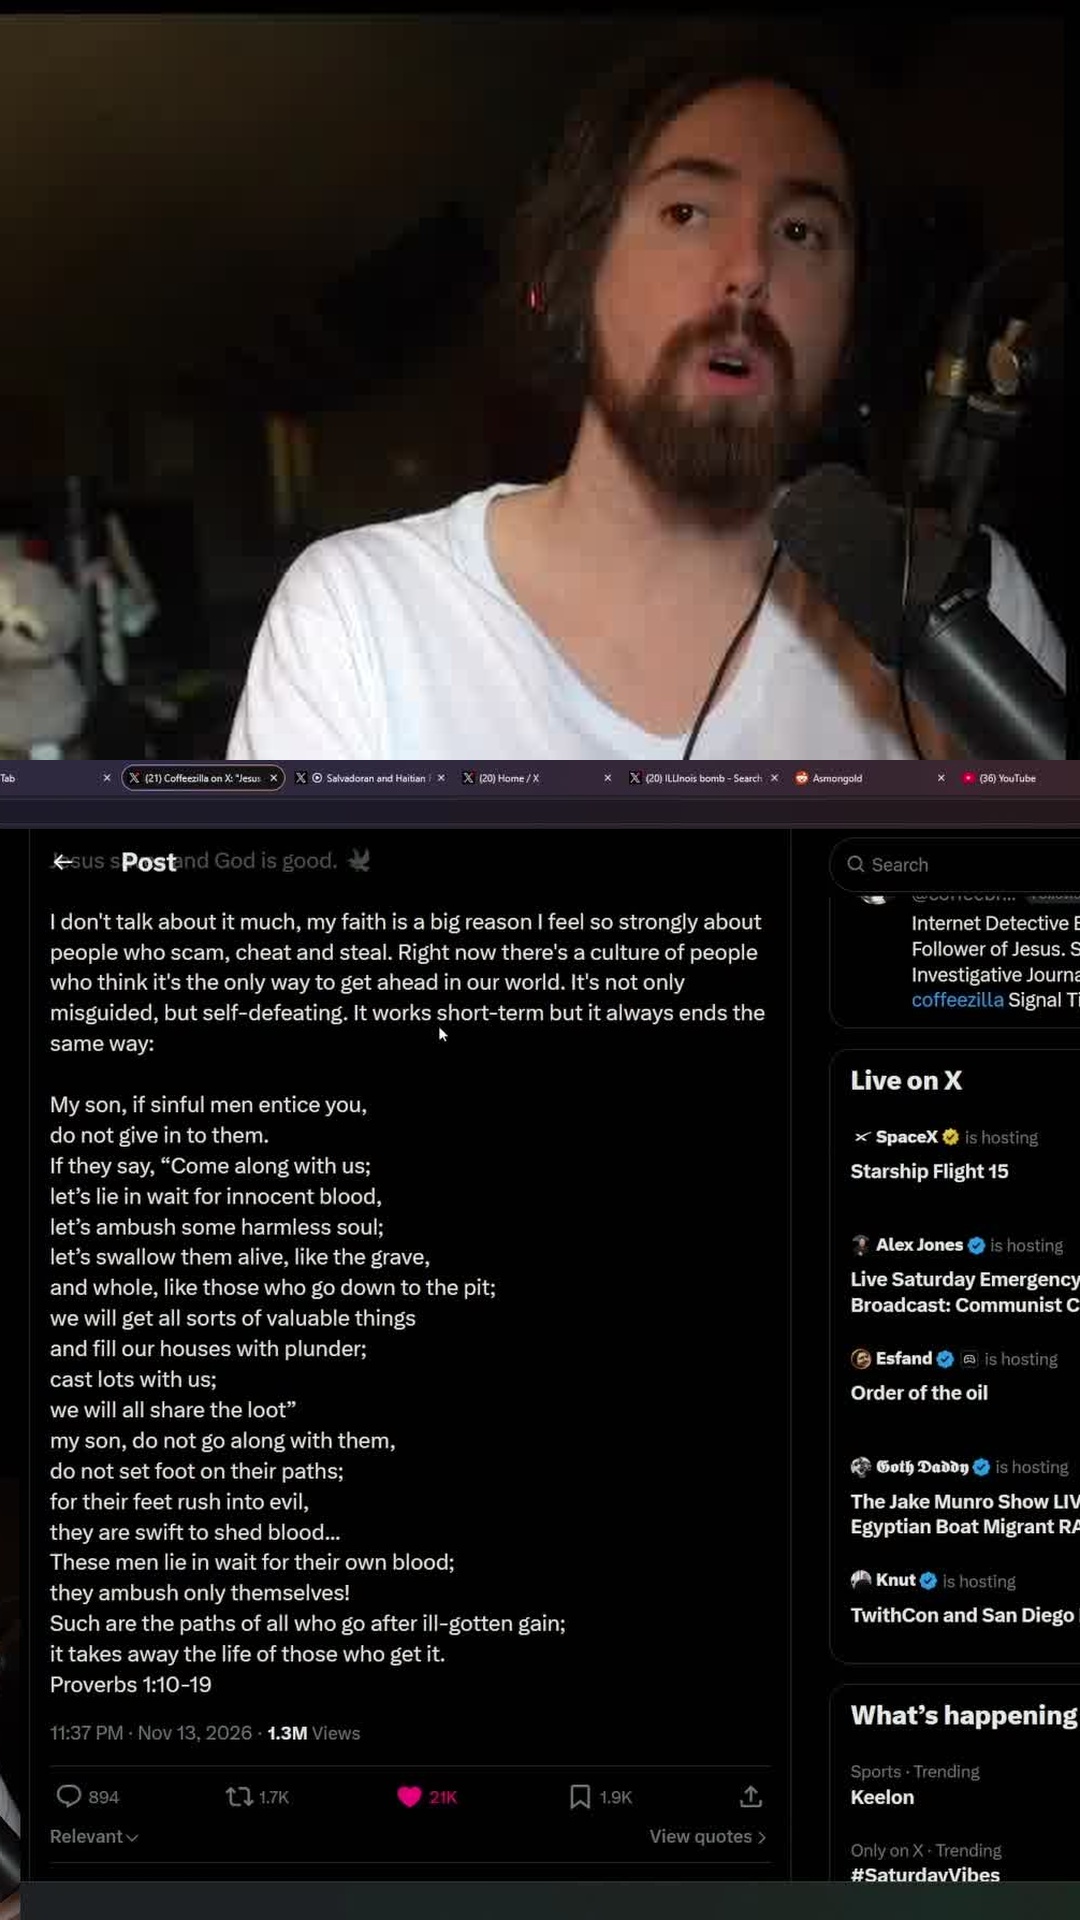 Tab
(21) Coffeezilla on X: "Jesus
Salvadoran and Haitian
(20) Home / X
(20) ILLInois bomb - Search
Asmongold
(36) YouTube
and God is good.
Post
I don't talk about it much, my faith is a big reason I feel so strongly about
people who scam, cheat and steal. Right now there's a culture of people
who think it's the only way to get ahead in our world. It's not only
misguided, but self-defeating. It works short-term but it always ends the
same way:
My son, if sinful men entice you,
do not give in to them.
If they say, “Come along with us;
let’s lie in wait for innocent blood,
let’s ambush some harmless soul;
let’s swallow them alive, like the grave,
and whole, like those who go down to the pit;
we will get all sorts of valuable things
and fill our houses with plunder;
cast lots with us;
we will all share the loot”
my son, do not go along with them,
do not set foot on their paths;
for their feet rush into evil,
they are swift to shed blood...
These men lie in wait for their own blood;
they ambush only themselves!
Such are the paths of all who go after ill-gotten gain;
it takes away the life of those who get it.
Proverbs 1:10-19
11:37 PM · Nov 13, 2026 · 1.3M Views
894
1.7K
21K
1.9K
Relevant
View quotes
Search
Internet Detective
Follower of Jesus. S
Investigative Journa
coffeezilla Signal Ti
Live on X
SpaceX is hosting
Starship Flight 15
Alex Jones is hosting
Live Saturday Emergency
Broadcast: Communist C
Esfand is hosting
Order of the oil
Goth Daddy is hosting
The Jake Munro Show LIV
Egyptian Boat Migrant RA
Knut is hosting
TwithCon and San Diego
What’s happening
Sports · Trending
Keelon
Only on X · Trending
#SaturdayVibes